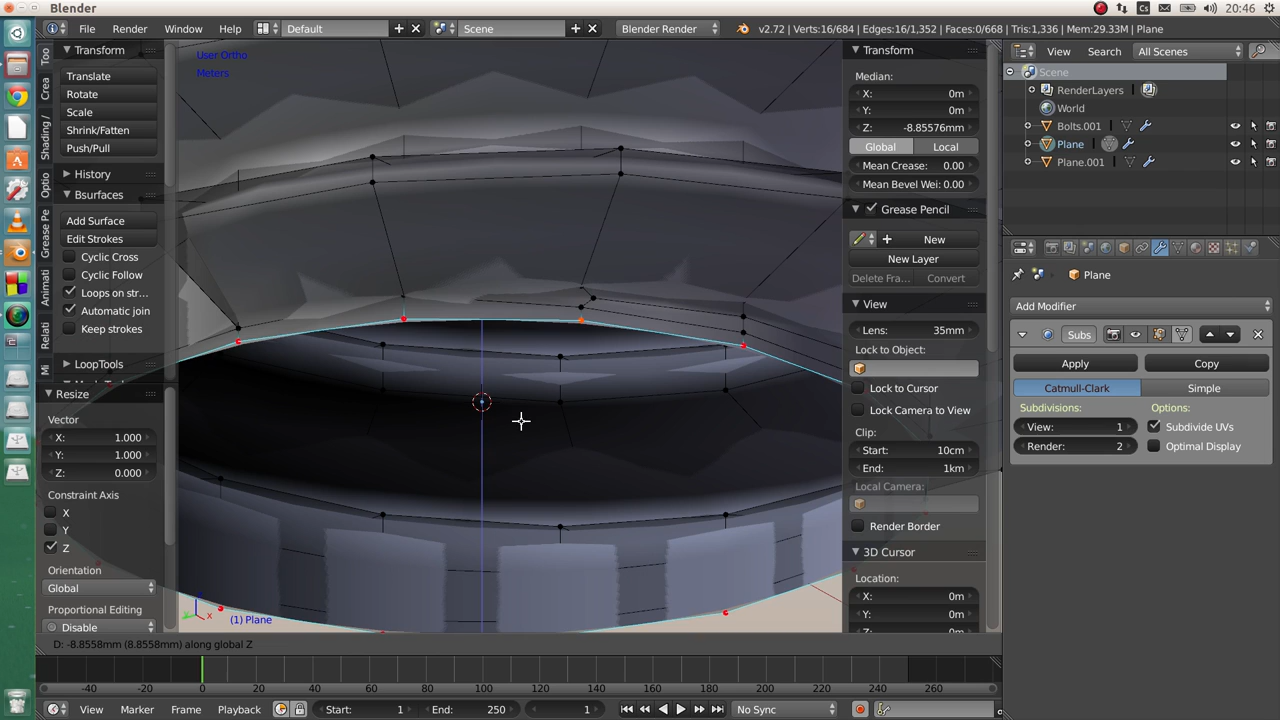 Blender
Cs
20:46
File
Render
Window
Help
Default
Scene
Blender Render
v2.72 | Verts:16/684 | Edges:16/1,352 | Faces:0/668 | Tris:1,336 | Mem:29.33M | Plane
Too
Crea
Shading /
Optio
Grease Pe
Animati
Relati
Mi
Transform
Translate
Rotate
Scale
Shrink/Fatten
Push/Pull
History
Bsurfaces
Add Surface
Edit Strokes
Cyclic Cross
Cyclic Follow
Loops on str...
Automatic join
Keep strokes
LoopTools
Resize
Vector
X: 1.000
Y: 1.000
Z: 0.000
Constraint Axis
X
Y
Z
Orientation
Global
Proportional Editing
Disable
User Ortho
Meters
(1) Plane
D: -8.8558mm (8.8558mm) along global Z
Transform
Median:
X: 0m
Y: 0m
Z: -8.85576mm
Global Local
Mean Crease: 0.00
Mean Bevel Wei: 0.00
Grease Pencil
New
New Layer
Delete Fra... Convert
View
Lens: 35mm
Lock to Object:
Lock to Cursor
Lock Camera to View
Clip:
Start: 10cm
End: 1km
Local Camera:
Render Border
3D Cursor
Location:
X: 0m
Y: 0m
View
Search
All Scenes
Scene
RenderLayers
World
Bolts.001
Plane
Plane.001
Plane
Add Modifier
Subs
Apply
Copy
Catmull-Clark
Simple
Subdivisions:
Options:
View: 1
Subdivide UVs
Render: 2
Optimal Display
-40 -20 0 20 40 60 80 100 120 140 160 180 200 220 240 260
View
Marker
Frame
Playback
Start: 1
End: 250
1
No Sync